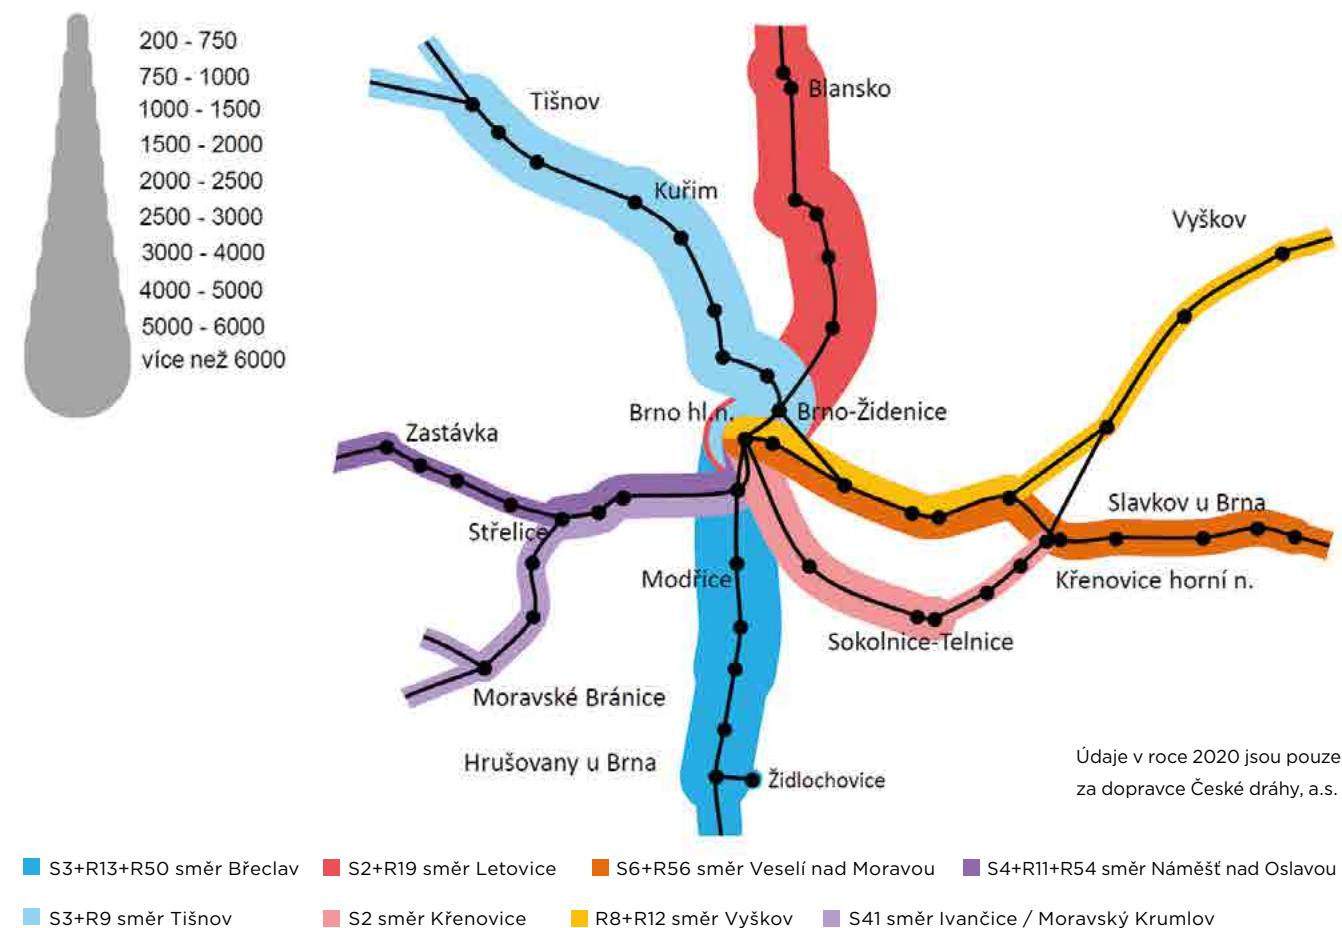 200 - 750
750 - 1000
1000 - 1500
1500 - 2000
2000 - 2500
2500 - 3000
3000 - 4000
4000 - 5000
5000 - 6000
více než 6000
Tišnov
Blansko
Kuřim
Vyškov
Brno hl.n.
Brno-Židenice
Zastávka
Slavkov u Brna
Střelice
Modřice
Křenovice horní n.
Sokolnice-Telnice
Moravské Bránice
Hrušovany u Brna
Židlochovice
Údaje v roce 2020 jsou pouze
za dopravce České dráhy, a.s.
S3+R13+R50 směr Břeclav
S2+R19 směr Letovice
S6+R56 směr Veselí nad Moravou
S4+R11+R54 směr Náměšť nad Oslavou
S3+R9 směr Tišnov
S2 směr Křenovice
R8+R12 směr Vyškov
S41 směr Ivančice / Moravský Krumlov